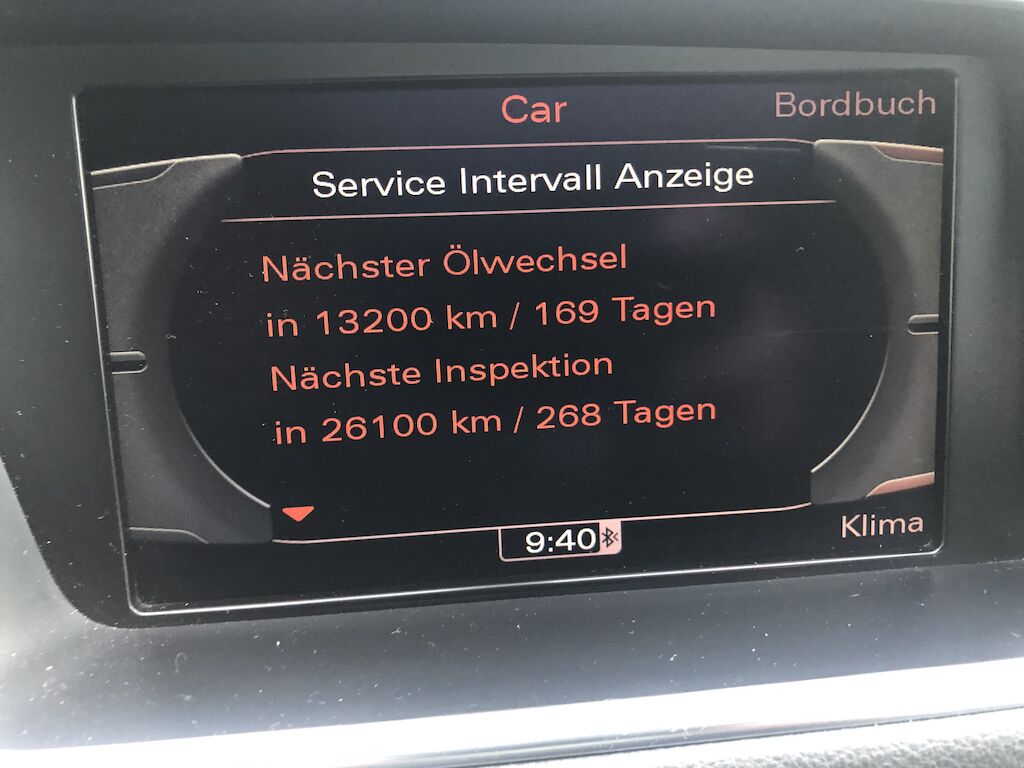 Car
Bordbuch
Service Intervall Anzeige
Nächster Ölwechsel
in 13200 km / 169 Tagen
Nächste Inspektion
in 26100 km / 268 Tagen
9:40
Klima